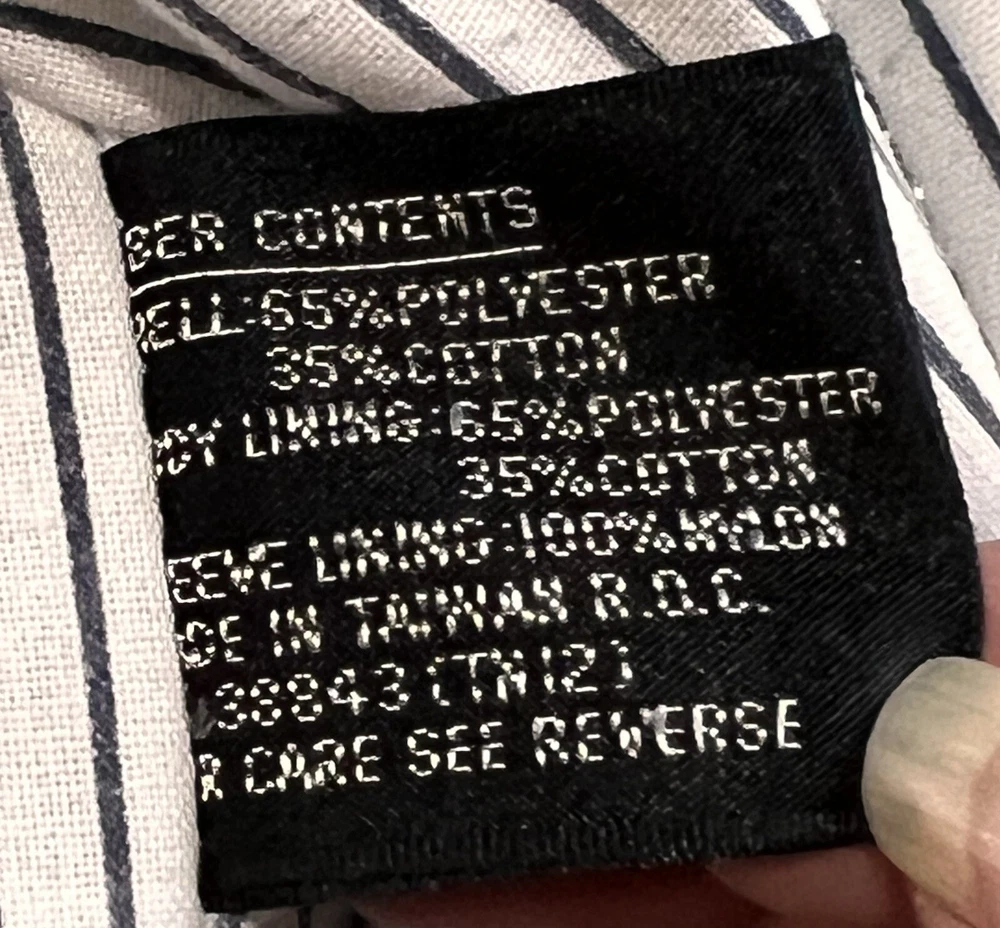 BER CONTENTS
ELL:65%POLYESTER
35%COTTON
DY LINING:65%POLYESTER
35%COTTON
EEVE LINING:100%NYLON
DE IN TAIWAN R.O.C.
38843(TN12)
R CARE SEE REVERSE